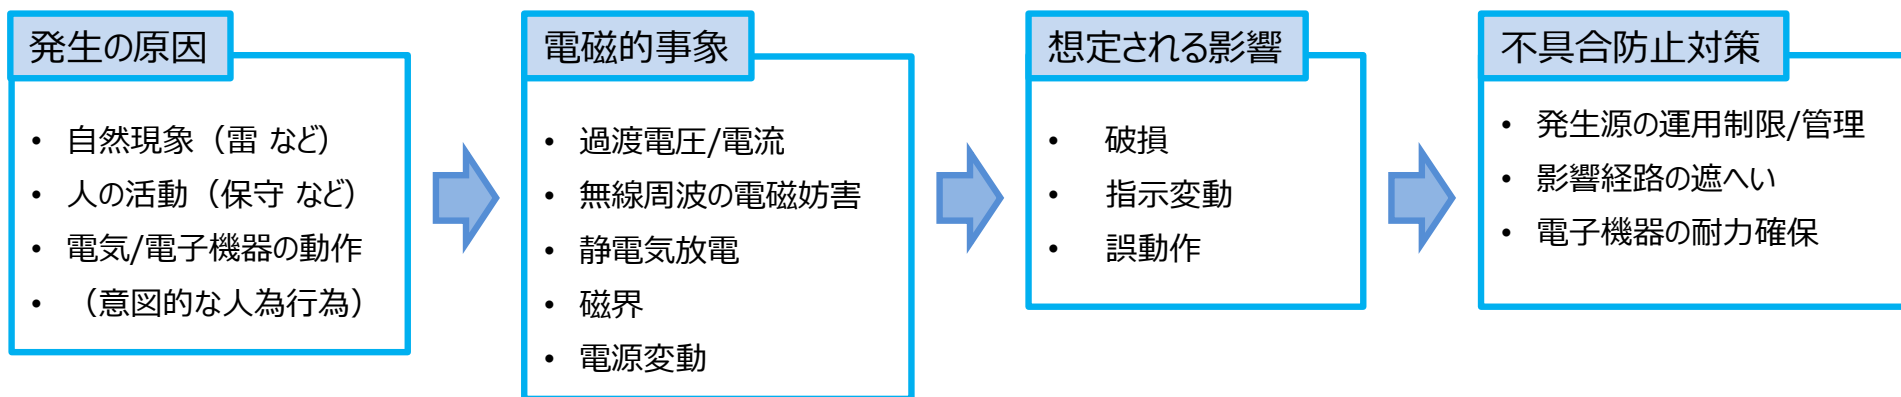 発生の原因
• 自然現象（雷 など）
• 人の活動（保守 など）
• 電気/電子機器の動作
• （意図的な人為行為）
電磁的事象
• 過渡電圧/電流
• 無線周波の電磁妨害
• 静電気放電
• 磁界
• 電源変動
想定される影響
• 破損
• 指示変動
• 誤動作
不具合防止対策
• 発生源の運用制限/管理
• 影響経路の遮へい
• 電子機器の耐力確保